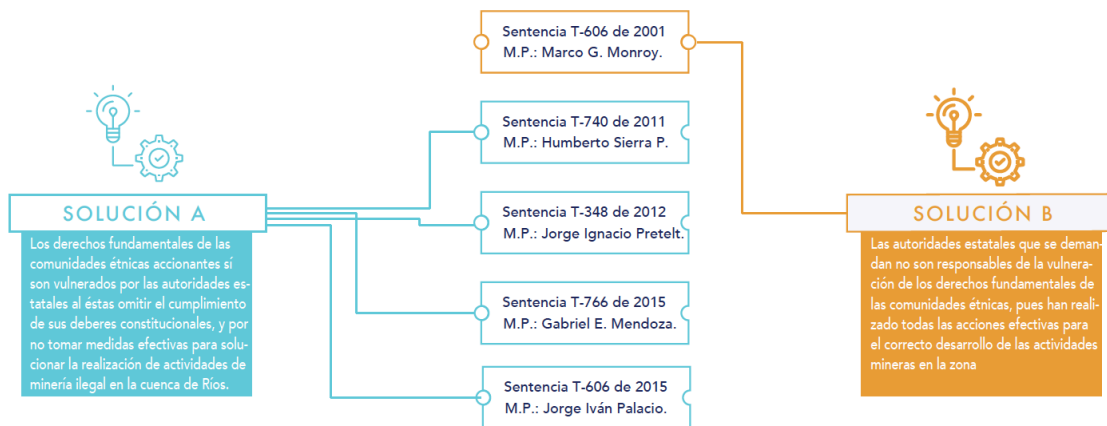 Sentencia T-606 de 2001
M.P.: Marco G. Monroy.
Sentencia T-740 de 2011
M.P.: Humberto Sierra P.
Sentencia T-348 de 2012
M.P.: Jorge Ignacio Pretelt.
Sentencia T-766 de 2015
M.P.: Gabriel E. Mendoza.
Sentencia T-606 de 2015
M.P.: Jorge Iván Palacio.
SOLUCIÓN A
Los derechos fundamentales de las
comunidades étnicas accionantes sí
son vulnerados por las autoridades es-
tatales al éstas omitir el cumplimiento
de sus deberes constitucionales, y por
no tomar medidas efectivas para solu-
cionar la realización de actividades de
minería ilegal en la cuenca de Ríos.
SOLUCIÓN B
Las autoridades estatales que se deman-
dan no son responsables de la vulnera-
ción de los derechos fundamentales de
las comunidades étnicas, pues han reali-
zado todas las acciones efectivas para
el correcto desarrollo de las actividades
mineras en la zona